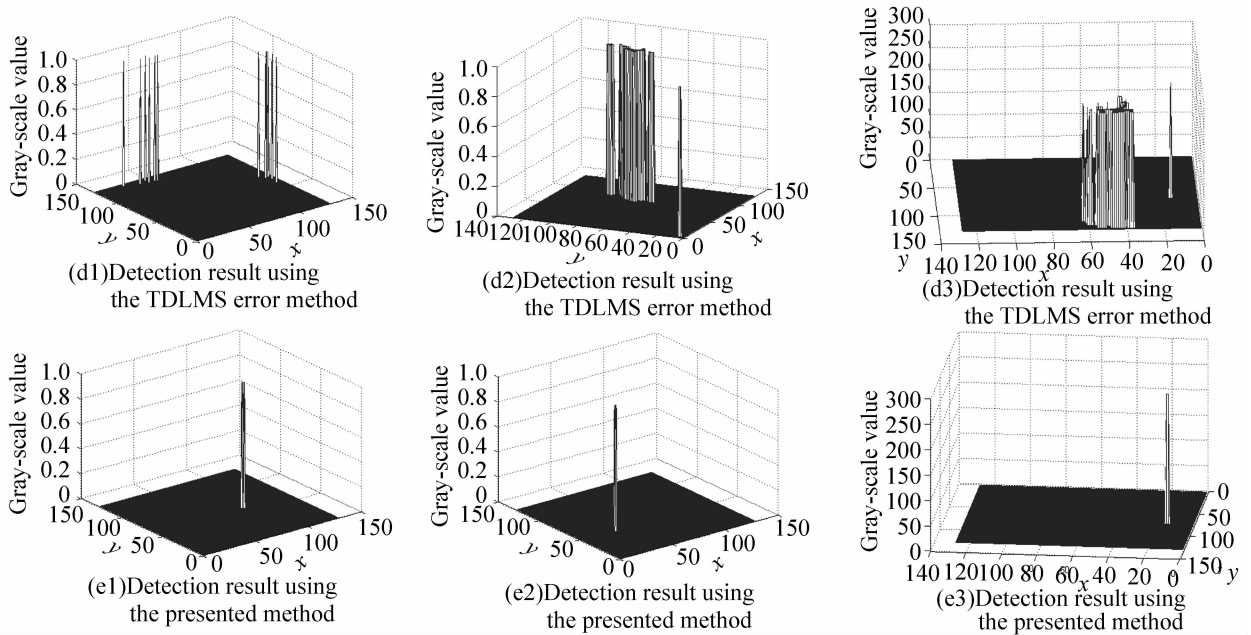 Gray-scale value
1.0
0.8
0.6
0.4
0.2
0
150
100
50
0
y
0
50
100
150
x
(d1)Detection result using
the TDLMS error method
Gray-scale value
1.0
0.8
0.6
0.4
0.2
0
140
120
100
80
60
40
20
0
y
0
50
100
150
x
(d2)Detection result using
the TDLMS error method
Gray-scale value
300
250
200
150
100
50
0
0
50
100
150
y
140 120 100 80 60 40 20 0
x
(d3)Detection result using
the TDLMS error method
Gray-scale value
1.0
0.8
0.6
0.4
0.2
0
150
100
50
0
y
0
50
100
150
x
(e1)Detection result using
the presented method
Gray-scale value
1.0
0.8
0.6
0.4
0.2
0
150
100
50
0
y
0
50
100
150
x
(e2)Detection result using
the presented method
Gray-scale value
300
250
200
150
100
50
0
140 120 100 80 60 40 20 0
x
0
50
100
150
y
(e3)Detection result using
the presented method